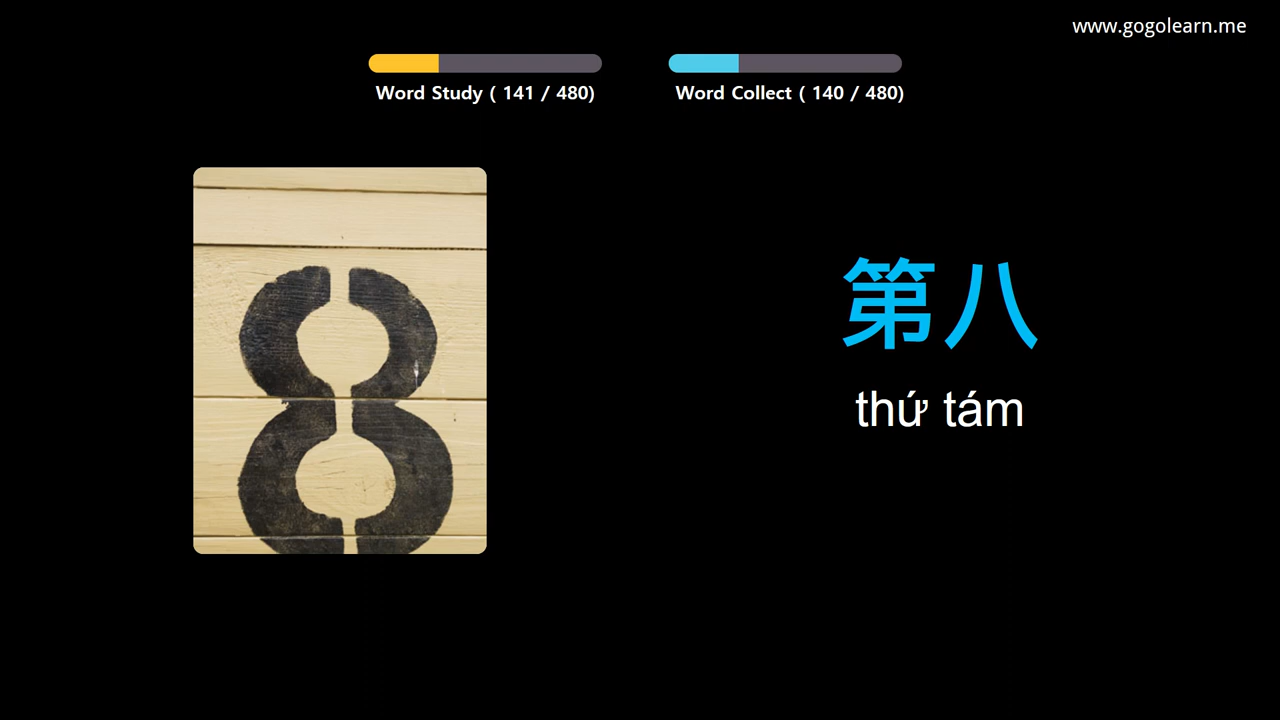 www.gogolearn.me
Word Study ( 141 / 480)
Word Collect ( 140 / 480)
8
第八
thứ tám